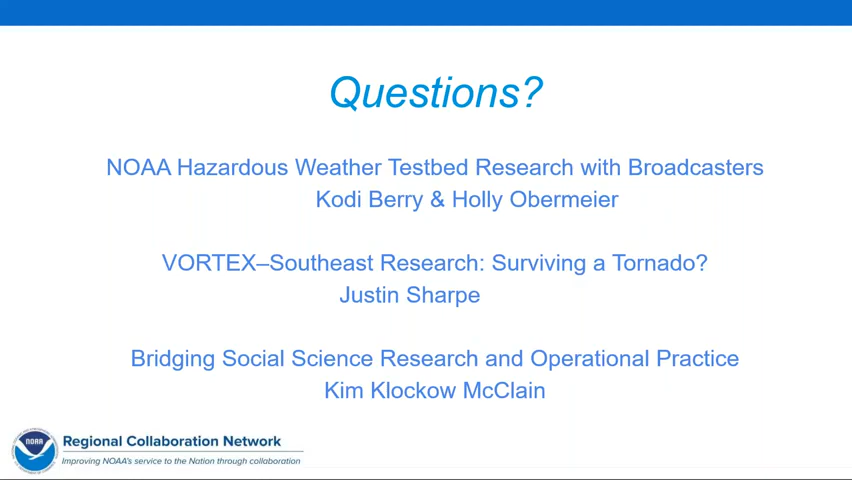 Questions?
NOAA Hazardous Weather Testbed Research with Broadcasters
Kodi Berry & Holly Obermeier
VORTEX–Southeast Research: Surviving a Tornado?
Justin Sharpe
Bridging Social Science Research and Operational Practice
Kim Klockow McClain
NOAA
Regional Collaboration Network
Improving NOAA's service to the Nation through collaboration